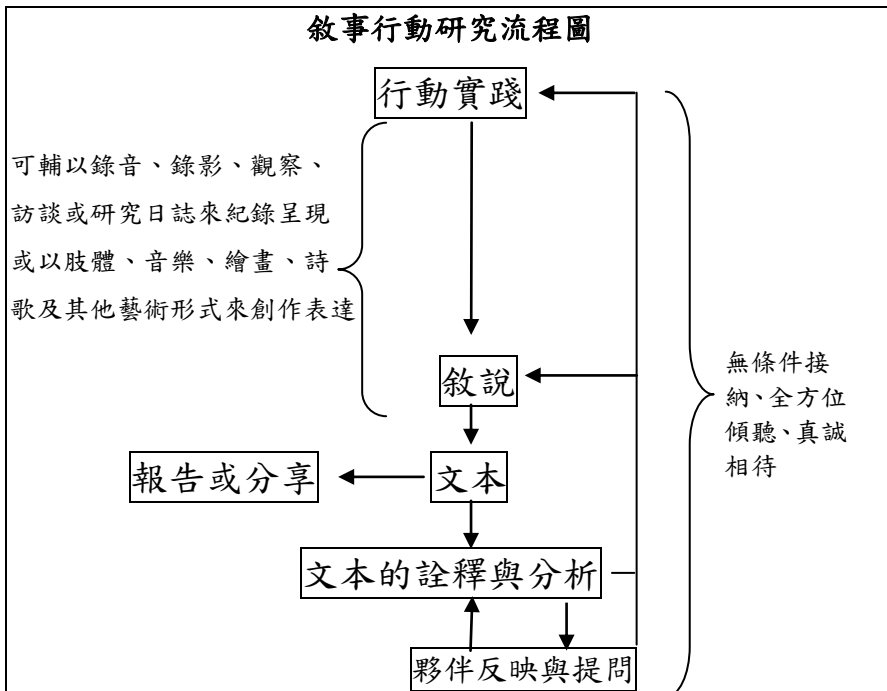 敘事行動研究流程圖
行動實踐
可輔以錄音、錄影、觀察、
訪談或研究日誌來紀錄呈現
或以肢體、音樂、繪畫、詩
歌及其他藝術形式來創作表達
敘說
無條件接
納、全方位
傾聽、真誠
相待
報告或分享
文本
文本的詮釋與分析
夥伴反映與提問